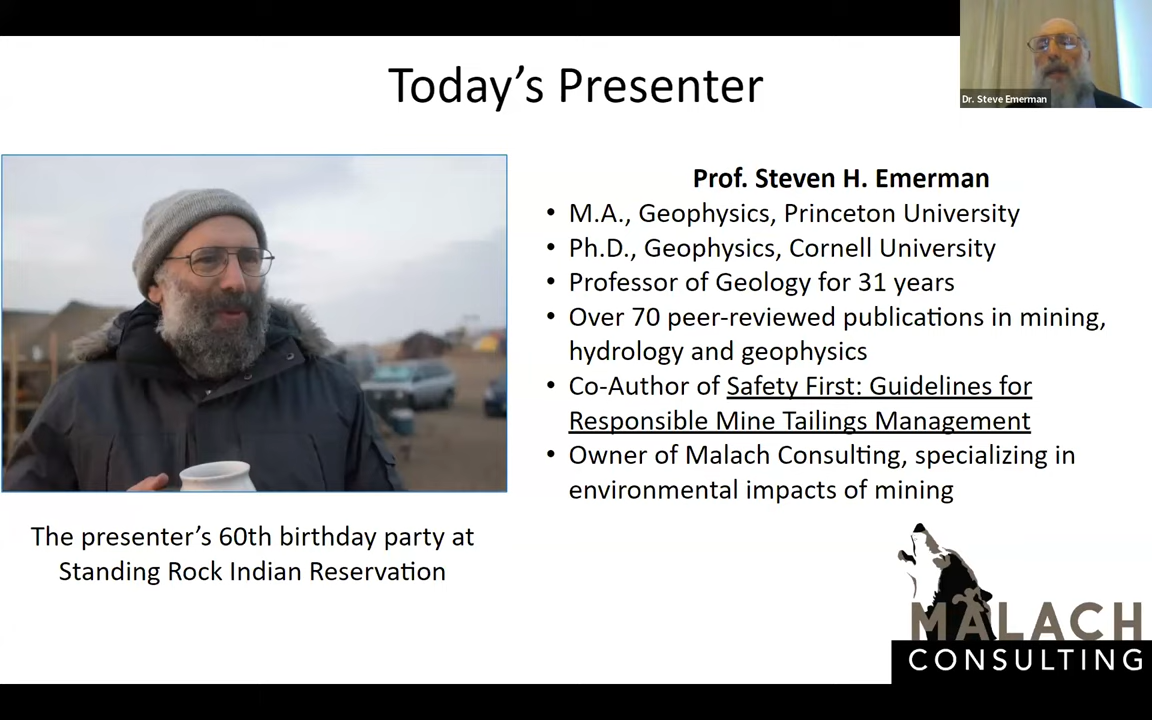 Today's Presenter
Dr. Steve Emerman
Prof. Steven H. Emerman
• M.A., Geophysics, Princeton University
• Ph.D., Geophysics, Cornell University
• Professor of Geology for 31 years
• Over 70 peer-reviewed publications in mining,
hydrology and geophysics
• Co-Author of Safety First: Guidelines for
Responsible Mine Tailings Management
• Owner of Malach Consulting, specializing in
environmental impacts of mining
The presenter's 60th birthday party at
Standing Rock Indian Reservation
MALACH
CONSULTING